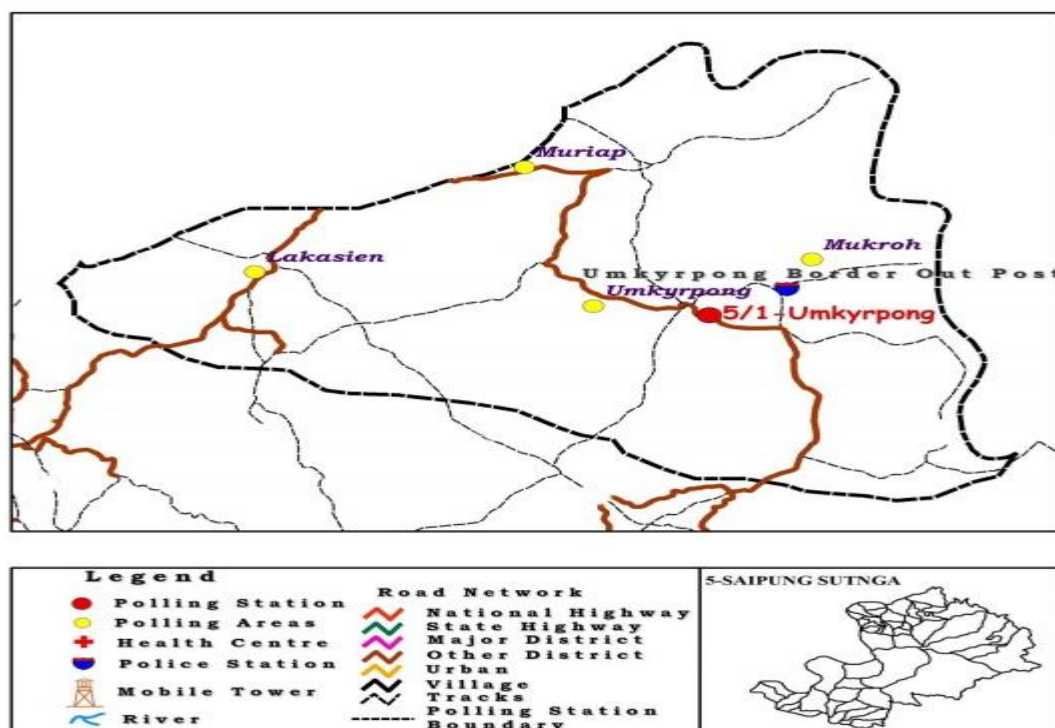 Muriap
Lakasien
Mukroh
Umkyrpong Border Out Post
Umkyrpong
5/1-Umkyrpong
Legend
Polling Station
Polling Areas
Health Centre
Police Station
Mobile Tower
River
Road Network
National Highway
State Highway
Major District
Other District
Urban
Village
Tracks
Polling Station
Boundary
5-SAIPUNG SUTNGA